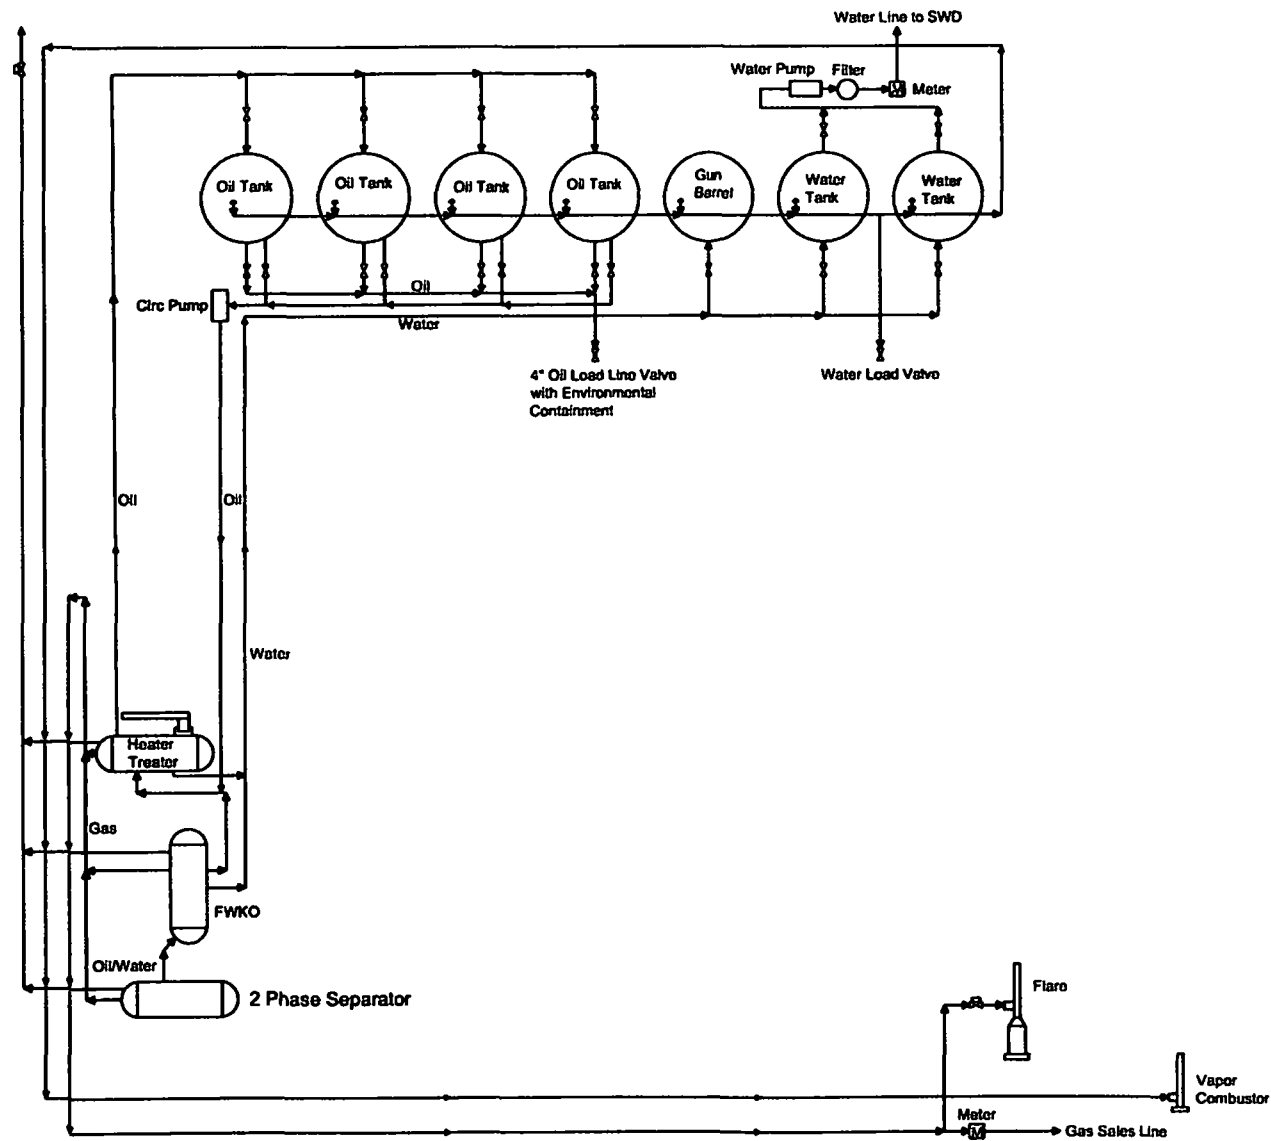 Water Line to SWD
Water Pump
Filter
Meter
Oil Tank
Oil Tank
Oil Tank
Oil Tank
Gun
Barrel
Water
Tank
Water
Tank
Oil
Circ Pump
Water
4" Oil Load Line Valve
with Environmental
Containment
Water Load Valve
Oil
Oil
Water
Heater
Treater
Gas
FWKO
Oil/Water
2 Phase Separator
Flare
Vapor
Combustor
Meter
M
Gas Sales Line